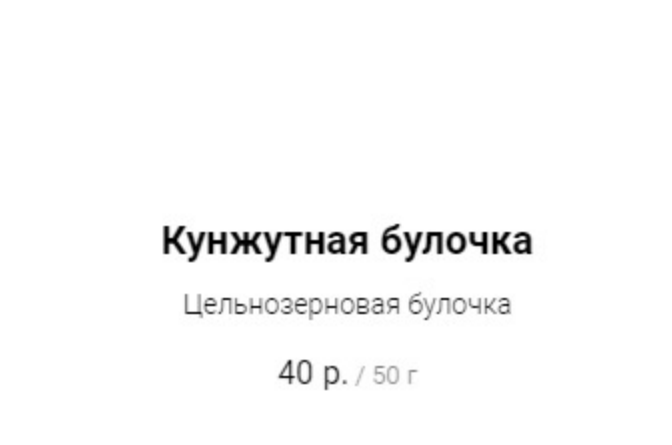 Кунжутная булочка
Цельнозерновая булочка
40 р. / 50 г